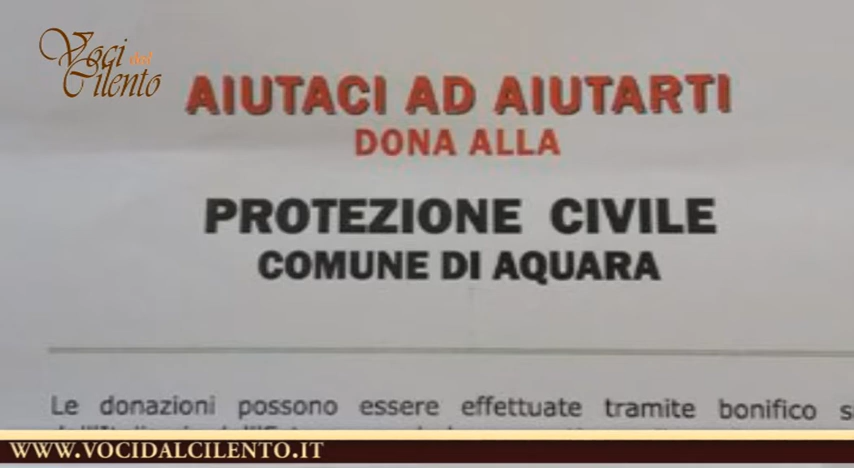 Voci dal
Cilento
AIUTACI AD AIUTARTI
DONA ALLA
PROTEZIONE CIVILE
COMUNE DI AQUARA
Le donazioni possono essere effettuate tramite bonifico
WWW.VOCIDALCILENTO.IT